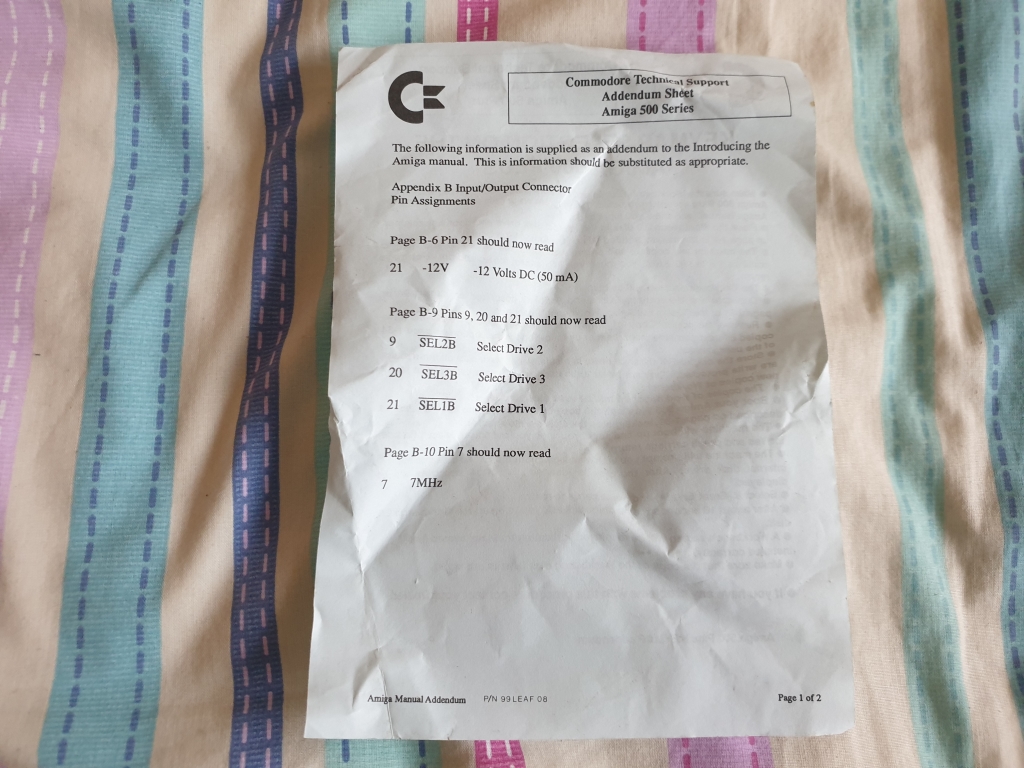 Commodore Technical Support
Addendum Sheet
Amiga 500 Series
The following information is supplied as an addendum to the Introducing the
Amiga manual. This is information should be substituted as appropriate.
Appendix B Input/Output Connector
Pin Assignments
Page B-6 Pin 21 should now read
21 -12V -12 Volts DC (50 mA)
Page B-9 Pins 9, 20 and 21 should now read
9 SEL2B Select Drive 2
20 SEL3B Select Drive 3
21 SEL1B Select Drive 1
Page B-10 Pin 7 should now read
7 7MHz
Amiga Manual Addendum P/N 99LEAF 08 Page 1 of 2